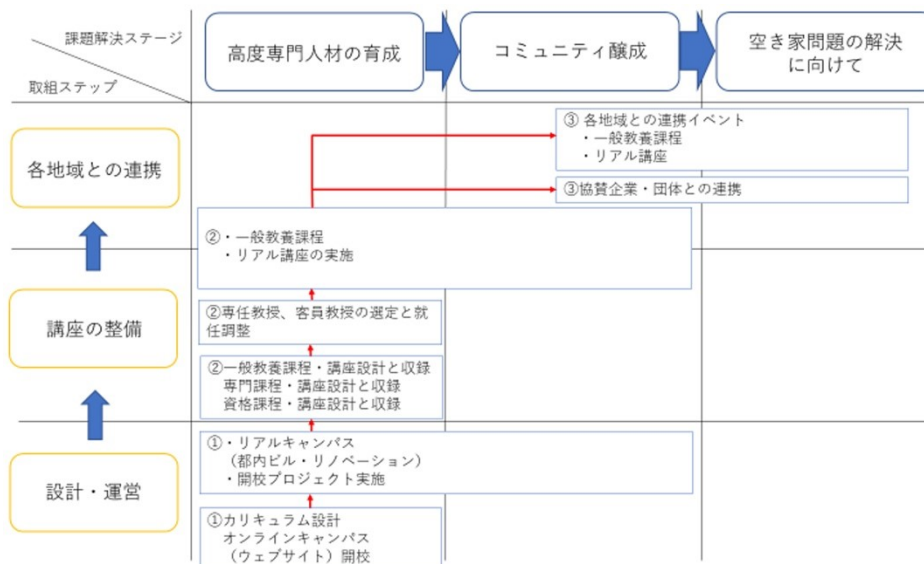 課題解決ステージ
取組ステップ
高度専門人材の育成
コミュニティ醸成
空き家問題の解決
に向けて
各地域との連携
③ 各地域との連携イベント
・一般教養課程
・リアル講座
③協賛企業・団体との連携
②・一般教養課程
・リアル講座の実施
講座の整備
②専任教授、客員教授の選定と就
任調整
②一般教養課程・講座設計と収録
専門課程・講座設計と収録
資格課程・講座設計と収録
設計・運営
①・リアルキャンパス
（都内ビル・リノベーション）
・開校プロジェクト実施
①カリキュラム設計
オンラインキャンパス
（ウェブサイト）開校